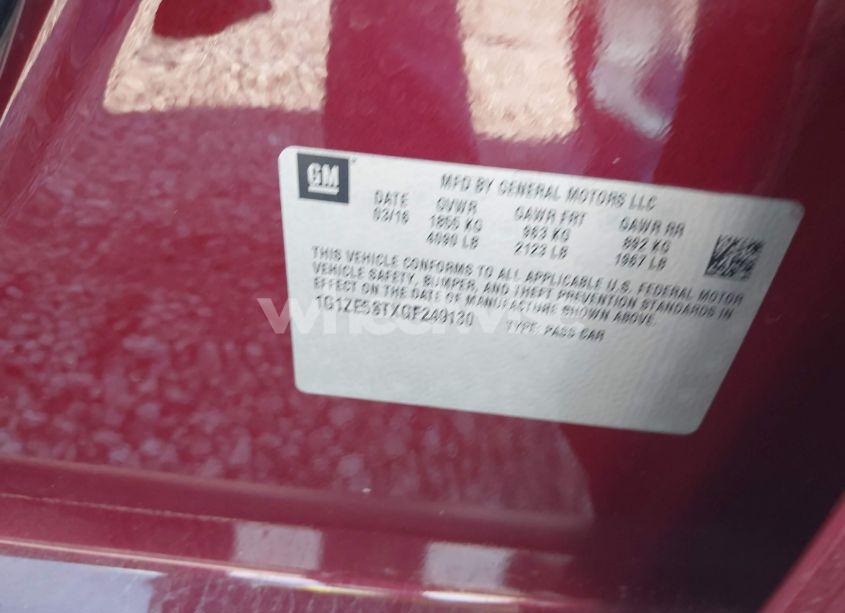 GM
MFD BY GENERAL MOTORS LLC
DATE GVWR GAWR FRT GAWR RR
03/16 1855 KG 963 KG 892 KG
4090 LB 2123 LB 1967 LB
THIS VEHICLE CONFORMS TO ALL APPLICABLE U.S. FEDERAL MOTOR
VEHICLE SAFETY, BUMPER, AND THEFT PREVENTION STANDARDS IN
EFFECT ON THE DATE OF MANUFACTURE SHOWN ABOVE.
TYPE: PASS CAR